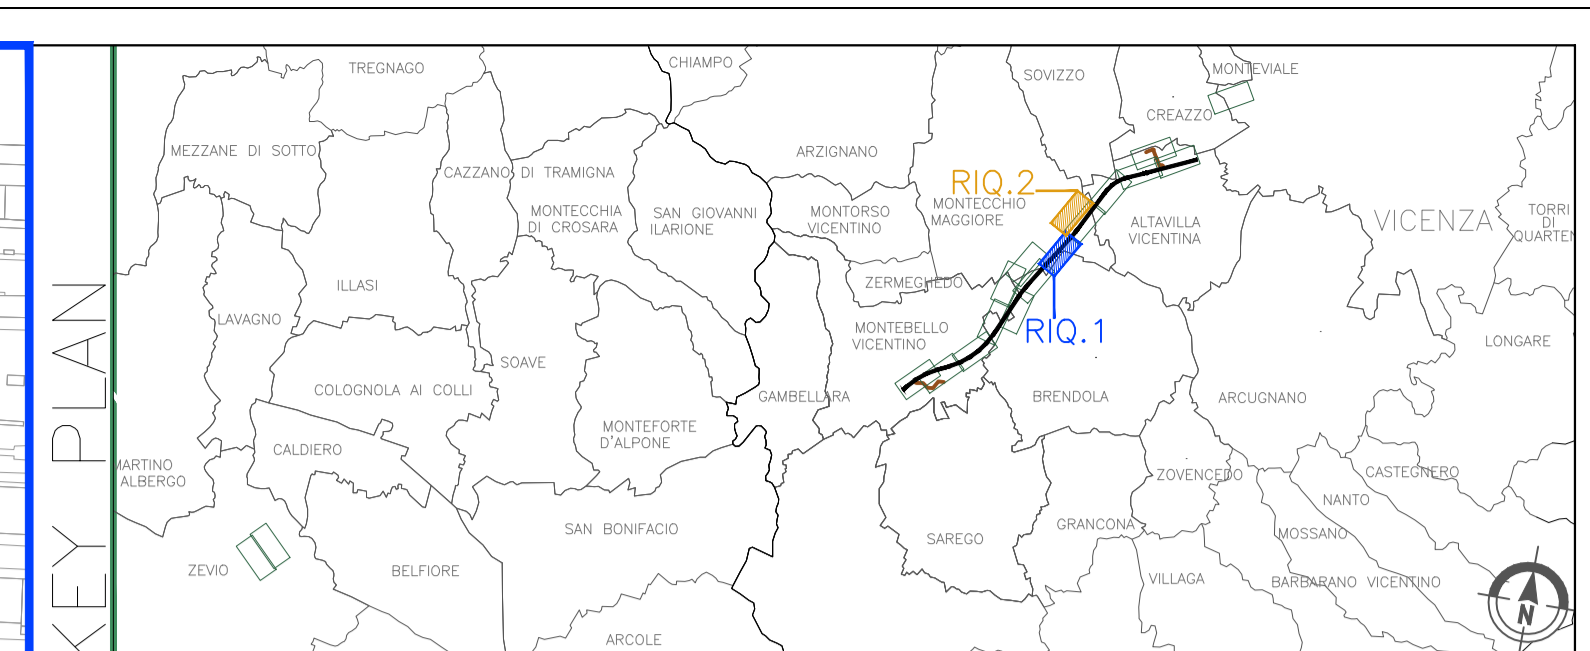 KEY PLAN
TREGNAGO
CHIAMPO
SOVIZZO
MONTEVIALE
CREAZZO
MEZZANE DI SOTTO
ARZIGNANO
CAZZANO DI TRAMIGNA
RIQ.2
MONTECCHIO
MAGGIORE
MONTECCHIA
DI CROSARA
SAN GIOVANNI
ILARIONE
MONTORSO
VICENTINO
ALTAVILLA
VICENTINA
VICENZA
TORRI
DI
QUARTE
ILLASI
ZERMEGHEDO
LAVAGNO
MONTEBELLO
VICENTINO
RIQ.1
LONGARE
SOAVE
COLOGNOLA AI COLLI
GAMBELLARA
BRENDOLA
ARCUGNANO
MONTEFORTE
D'ALPONE
CALDIERO
MARTINO
ALBERGO
ZOVENCEDO
CASTEGNERO
NANTO
SAN BONIFACIO
SAREGO
GRANCONA
MOSSANO
ZEVIO
BELFIORE
VILLAGA
BARBARANO VICENTINO
N
ARCOLE